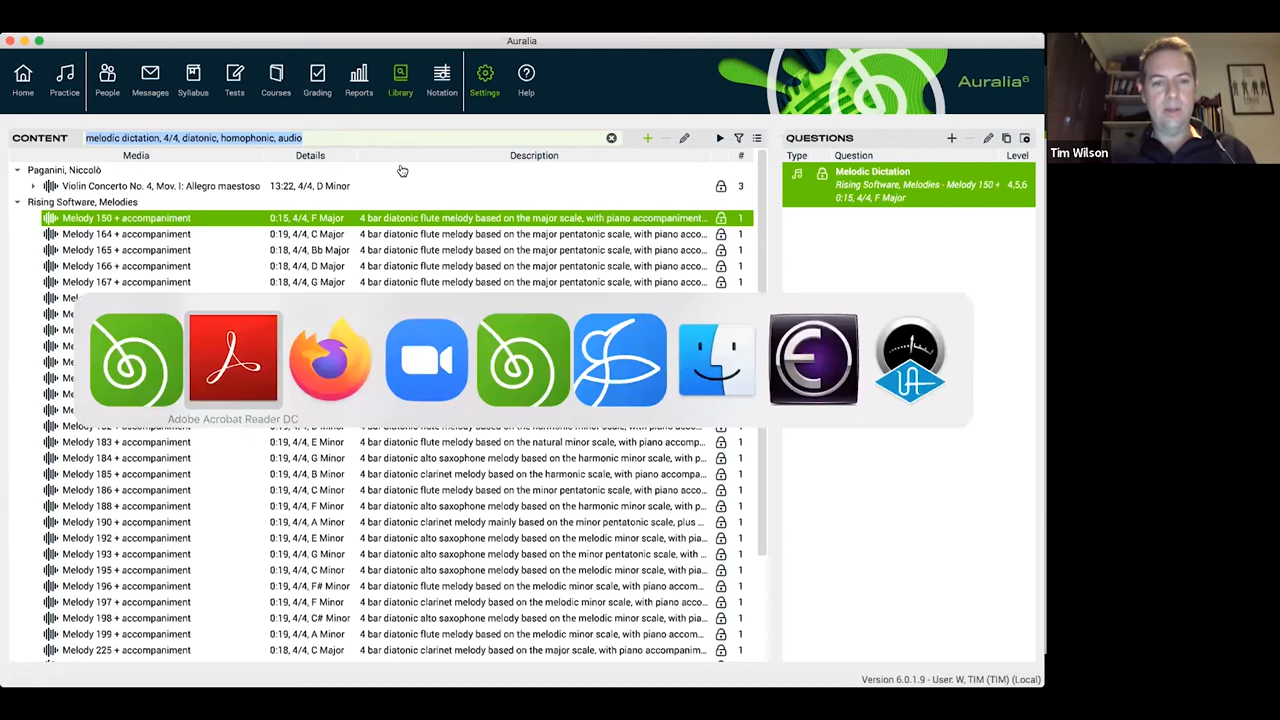 Auralia
Home Practice People Messages Syllabus Tests Courses Grading Reports Library Notation Settings Help
Auralia6
Tim Wilson
CONTENT melodic dictation, 4/4, diatonic, homophonic, audio
QUESTIONS
Media Details Description #
Type Question Level
Paganini, Niccolò
Violin Concerto No. 4, Mov. I: Allegro maestoso 13:22, 4/4, D Minor 3
Melodic Dictation
Rising Software, Melodies - Melody 150 + 4,5,6
0:15, 4/4, F Major
Rising Software, Melodies
Melody 150 + accompaniment 0:15, 4/4, F Major 4 bar diatonic flute melody based on the major scale, with piano accompaniment... 1
Melody 164 + accompaniment 0:19, 4/4, C Major 4 bar diatonic flute melody based on the major pentatonic scale, with piano acco... 1
Melody 165 + accompaniment 0:18, 4/4, Bb Major 4 bar diatonic flute melody based on the major pentatonic scale, with piano acco... 1
Melody 166 + accompaniment 0:18, 4/4, D Major 4 bar diatonic flute melody based on the major pentatonic scale, with piano acco... 1
Melody 167 + accompaniment 0:18, 4/4, G Major 4 bar diatonic flute melody based on the major pentatonic scale, with piano acco... 1
Adobe Acrobat Reader DC
Melody 183 + accompaniment 0:19, 4/4, E Minor 4 bar diatonic flute melody based on the natural minor scale, with piano accomp... 1
Melody 184 + accompaniment 0:19, 4/4, G Minor 4 bar diatonic alto saxophone melody based on the harmonic minor scale, with pi... 1
Melody 185 + accompaniment 0:19, 4/4, B Minor 4 bar diatonic clarinet melody based on the harmonic scale, with piano accompa... 1
Melody 186 + accompaniment 0:19, 4/4, C Minor 4 bar diatonic flute melody based on the minor pentatonic scale, with piano acco... 1
Melody 188 + accompaniment 0:19, 4/4, F Minor 4 bar diatonic alto saxophone melody based on the harmonic minor scale, with pi... 1
Melody 190 + accompaniment 0:19, 4/4, A Minor 4 bar diatonic clarinet melody mainly based on the minor pentatonic scale, plus ... 1
Melody 192 + accompaniment 0:19, 4/4, E Minor 4 bar diatonic alto saxophone melody based on the melodic minor scale, with pia... 1
Melody 193 + accompaniment 0:19, 4/4, G Minor 4 bar diatonic alto saxophone melody based on the minor pentatonic scale, with ... 1
Melody 195 + accompaniment 0:19, 4/4, C Minor 4 bar diatonic alto saxophone melody based on the melodic minor scale, with pia... 1
Melody 196 + accompaniment 0:19, 4/4, F# Minor 4 bar diatonic flute melody based on the melodic minor scale, with piano accom... 1
Melody 197 + accompaniment 0:19, 4/4, F Minor 4 bar diatonic clarinet melody based on the melodic minor scale, with piano acc... 1
Melody 198 + accompaniment 0:19, 4/4, C# Minor 4 bar diatonic alto saxophone melody based on the melodic minor scale, with pia... 1
Melody 199 + accompaniment 0:19, 4/4, A Minor 4 bar diatonic flute melody based on the melodic minor scale, with piano accom... 1
Melody 225 + accompaniment 0:18, 4/4, C Major 4 bar diatonic clarinet melody based on the major scale, with piano accompanim... 1
Version 6.0.1.9 - User: W, TIM (TIM) (Local)